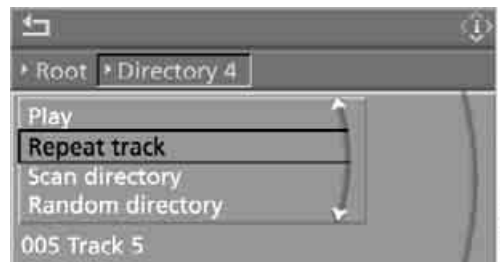 Root Directory 4
Play
Repeat track
Scan directory
Random directory
005 Track 5